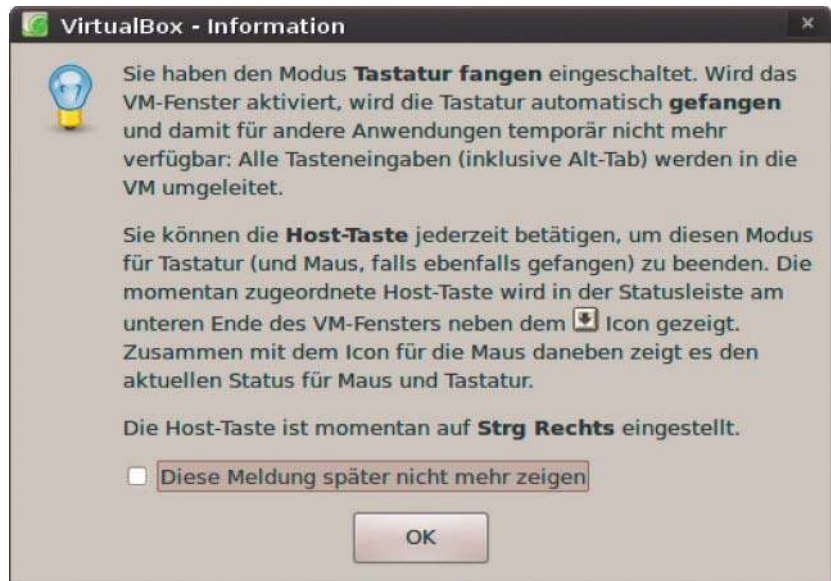 VirtualBox - Information
Sie haben den Modus Tastatur fangen eingeschaltet. Wird das
VM-Fenster aktiviert, wird die Tastatur automatisch gefangen
und damit für andere Anwendungen temporär nicht mehr
verfügbar: Alle Tasteneingaben (inklusive Alt-Tab) werden in die
VM umgeleitet.
Sie können die Host-Taste jederzeit betätigen, um diesen Modus
für Tastatur (und Maus, falls ebenfalls gefangen) zu beenden. Die
momentan zugeordnete Host-Taste wird in der Statusleiste am
unteren Ende des VM-Fensters neben dem Icon gezeigt.
Zusammen mit dem Icon für die Maus daneben zeigt es den
aktuellen Status für Maus und Tastatur.
Die Host-Taste ist momentan auf Strg Rechts eingestellt.
Diese Meldung später nicht mehr zeigen
OK